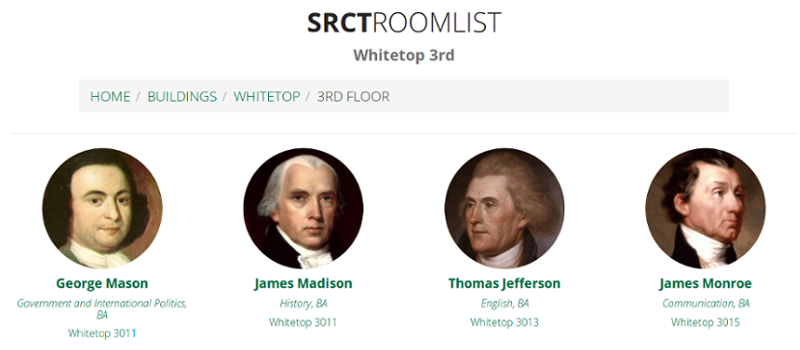 SRCTROOMLIST
Whitetop 3rd
HOME / BUILDINGS / WHITETOP / 3RD FLOOR
George Mason
Government and International Politics,
BA
Whitetop 3011
James Madison
History, BA
Whitetop 3011
Thomas Jefferson
English, BA
Whitetop 3013
James Monroe
Communication, BA
Whitetop 3015